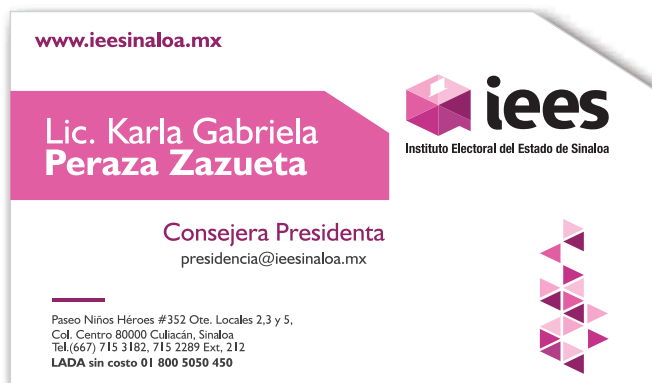 www.ieesinaloa.mx
iees
Instituto Electoral del Estado de Sinaloa
Lic. Karla Gabriela
Peraza Zazueta
Consejera Presidenta
presidencia@ieesinaloa.mx
Paseo Niños Héroes #352 Ote. Locales 2,3 y 5,
Col. Centro 80000 Culiacán, Sinaloa
Tel.(667) 715 3182, 715 2289 Ext, 212
LADA sin costo 01 800 5050 450